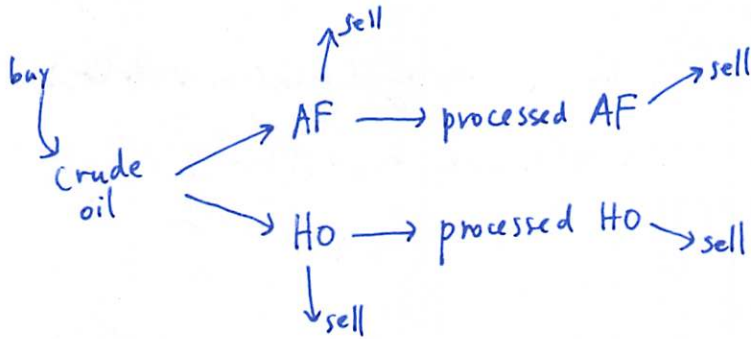 sell
buy
sell
AF
processed AF
crude
oil
HO
processed HO
sell
sell